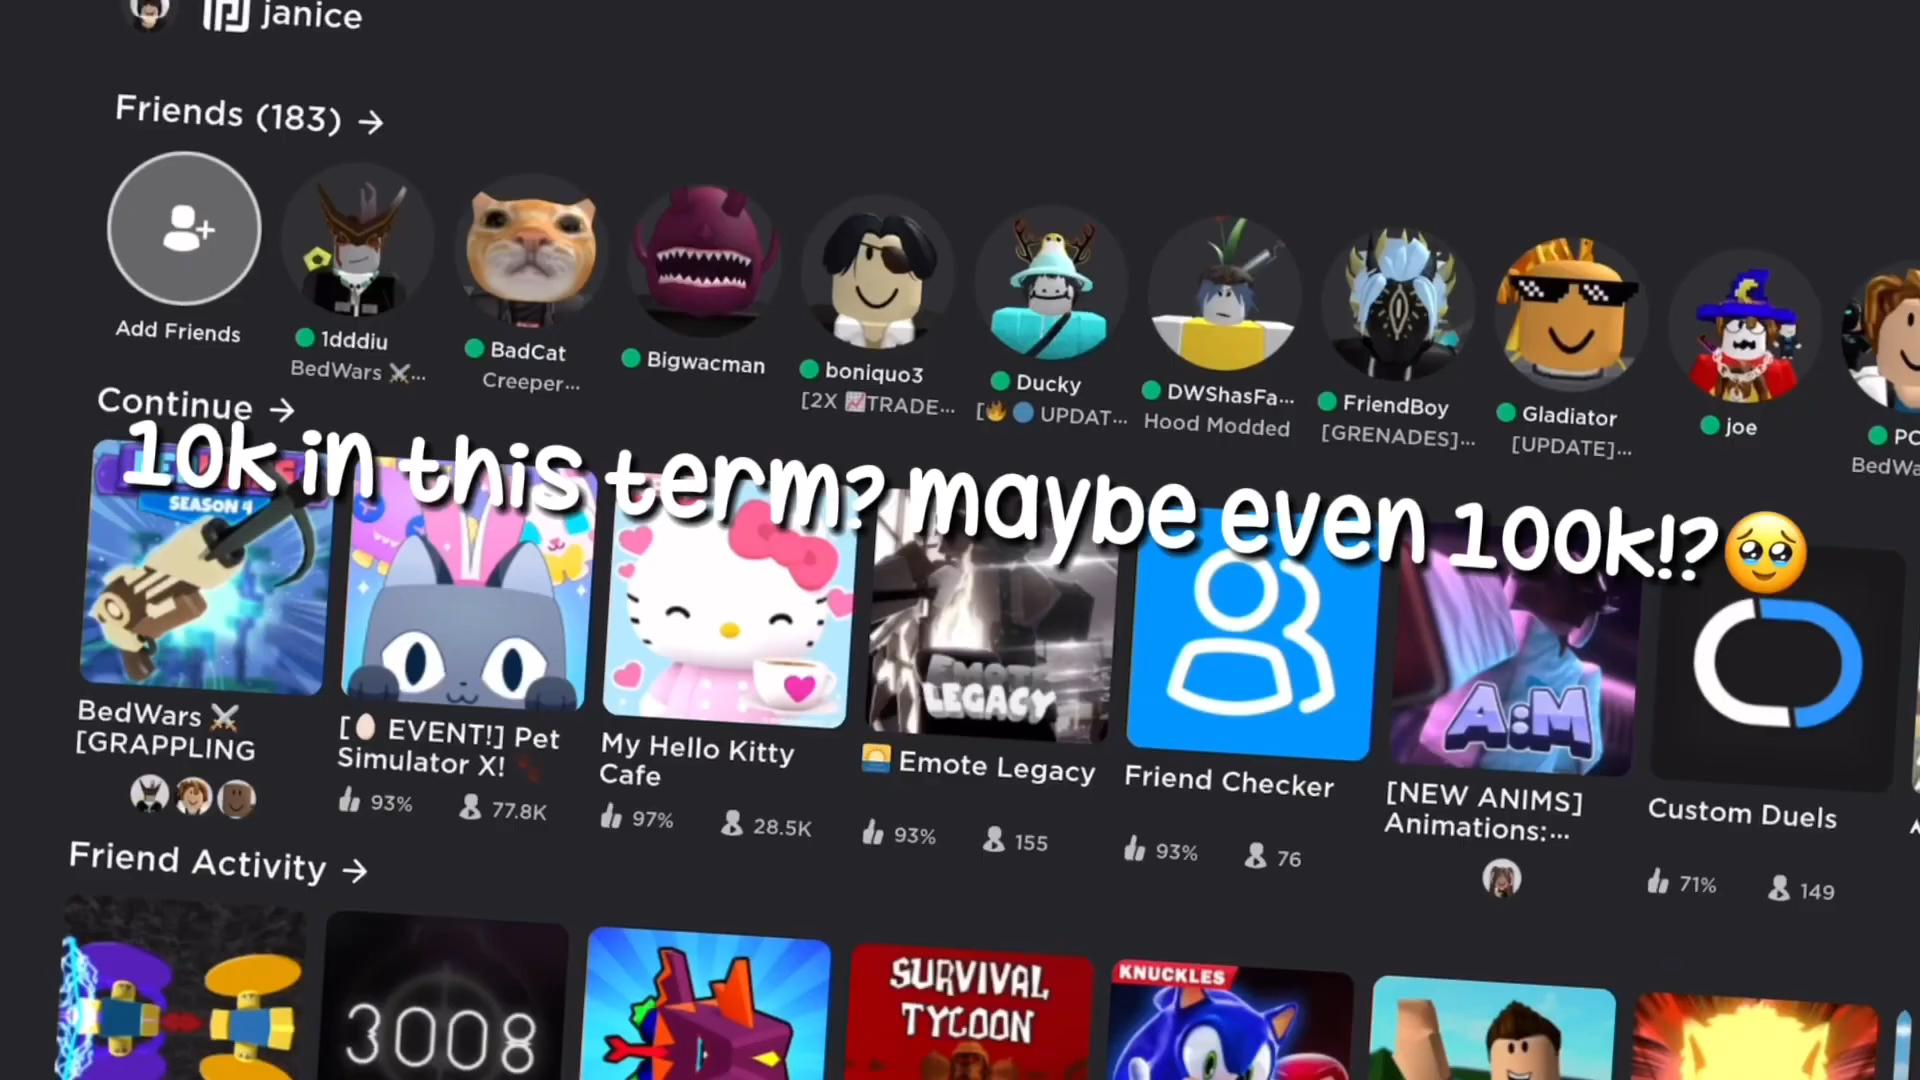 janice
Friends (183) →
Add Friends
1dddiu
BedWars ⚔...
BadCat
Creeper...
Bigwacman
boniquo3
[2X 📈TRADE...
Ducky
[🔥🔵 UPDAT...
DWShasFa...
Hood Modded
FriendBoy
[GRENADES]...
Gladiator
[UPDATE]...
joe
Continue →
10k in this term? maybe even 100k!?🥹
SEASON 4
EMOTE
LEGACY
A:M
BedWars ⚔
[GRAPPLING
[🥚 EVENT!] Pet
Simulator X!
93% 77.8K
My Hello Kitty
Cafe
97% 28.5K
🌅 Emote Legacy
93% 155
Friend Checker
93% 76
[NEW ANIMS]
Animations:...
Custom Duels
71% 149
Friend Activity →
3008
SURVIVAL
TYCOON
KNUCKLES